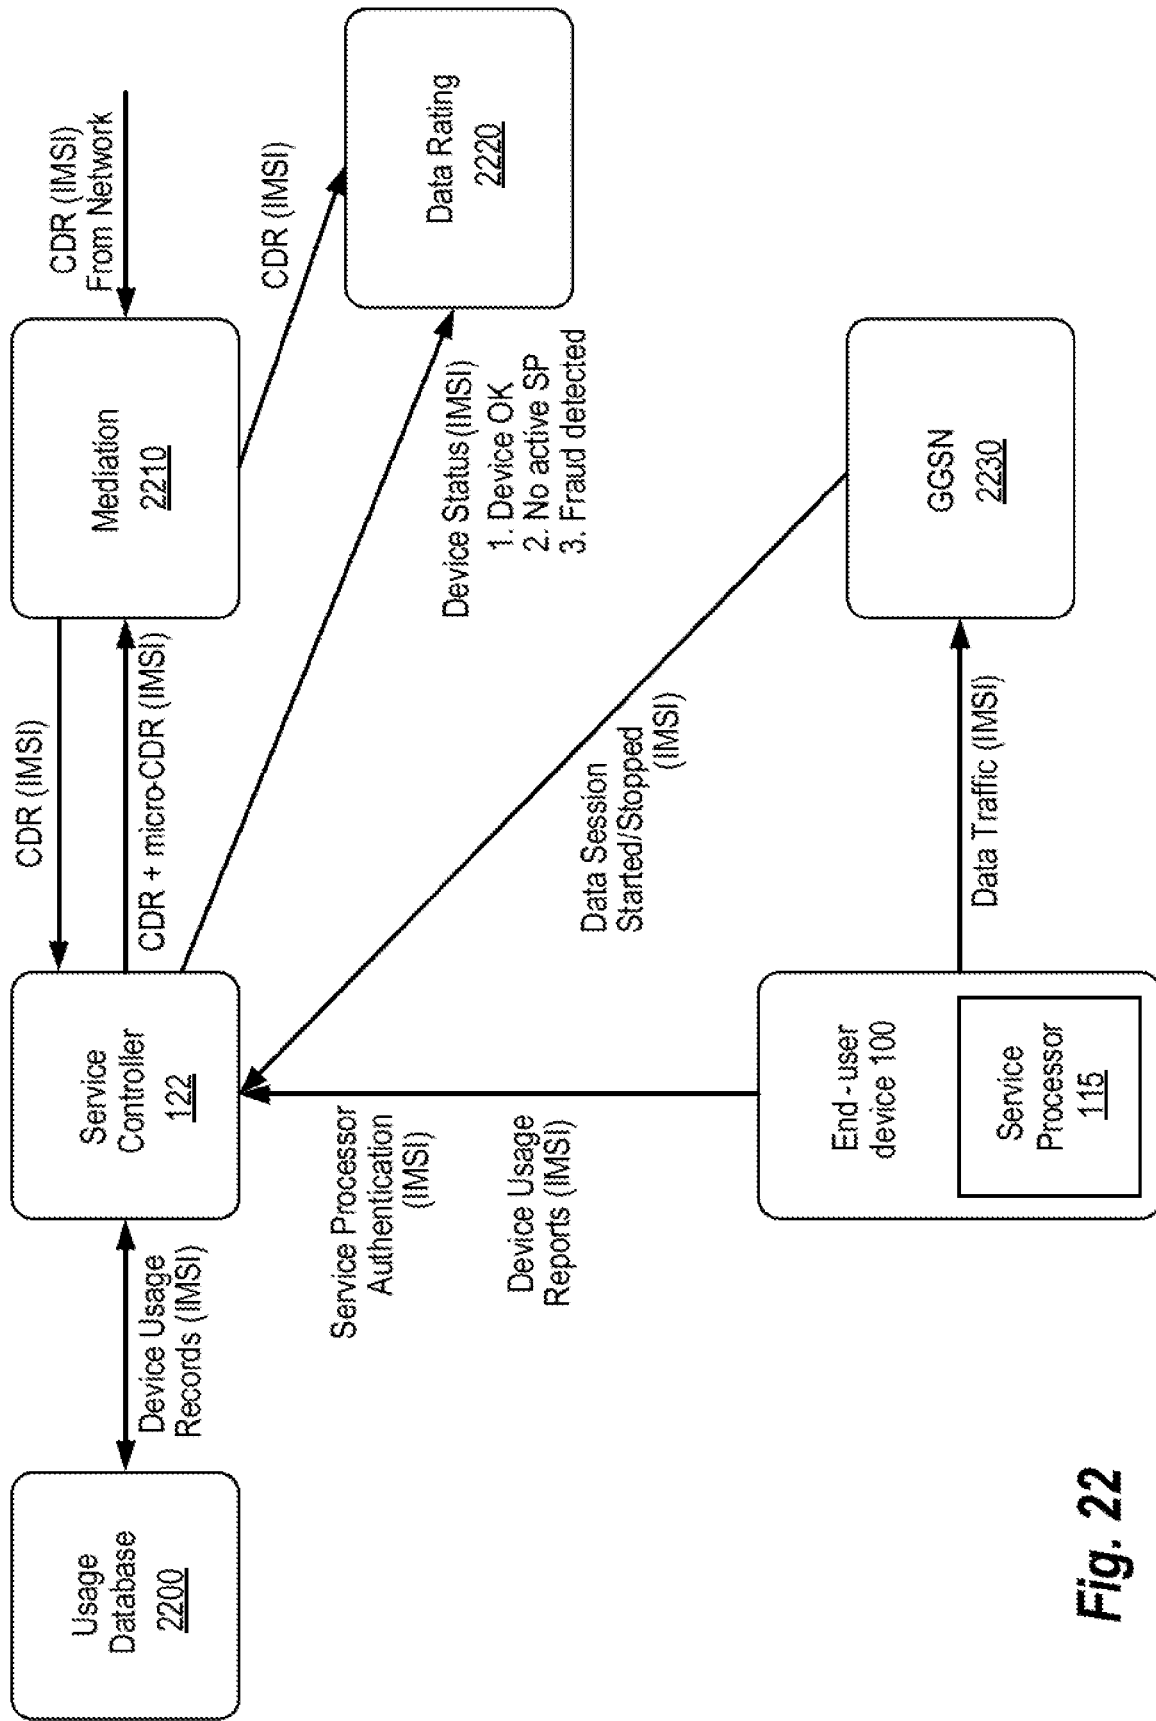 Usage
Database
2200
Device Usage
Records (IMSI)
Service
Controller
122
CDR (IMSI)
CDR + micro-CDR (IMSI)
Mediation
2210
CDR (IMSI)
From Network
CDR (IMSI)
Data Rating
2220
Device Status (IMSI)
1. Device OK
2. No active SP
3. Fraud detected
Service Processor
Authentication
(IMSI)
Device Usage
Reports (IMSI)
Data Session
Started/Stopped
(IMSI)
End-user
device 100
Service
Processor
115
Data Traffic (IMSI)
GGSN
2230
Fig. 22